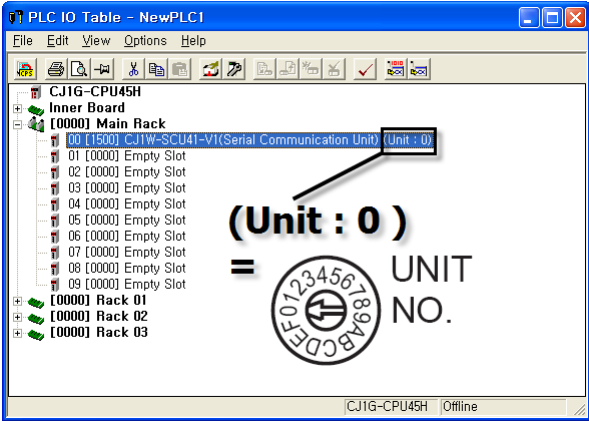 PLC IO Table - NewPLC1
File Edit View Options Help
CJ1G-CPU45H
Inner Board
[0000] Main Rack
00 [1500] CJ1W-SCU41-V1(Serial Communication Unit) (Unit : 0)
01 [0000] Empty Slot
02 [0000] Empty Slot
03 [0000] Empty Slot
04 [0000] Empty Slot
05 [0000] Empty Slot
06 [0000] Empty Slot
07 [0000] Empty Slot
08 [0000] Empty Slot
09 [0000] Empty Slot
[0000] Rack 01
[0000] Rack 02
[0000] Rack 03
(Unit : 0 )
=
0123456789ABCDEF
UNIT
NO.
CJ1G-CPU45H Offline